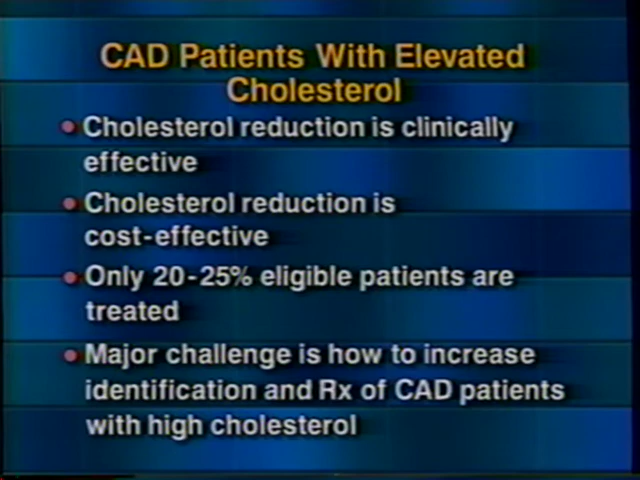 CAD Patients With Elevated
Cholesterol
• Cholesterol reduction is clinically
effective
• Cholesterol reduction is
cost-effective
• Only 20-25% eligible patients are
treated
• Major challenge is how to increase
identification and Rx of CAD patients
with high cholesterol